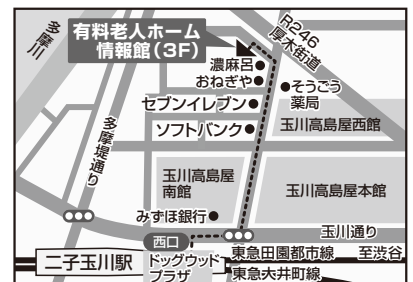 多摩川
有料老人ホーム
情報館(3F)
R246
厚木街道
濃麻呂
おねぎや
そうごう
薬局
セブンイレブン
ソフトバンク
玉川高島屋西館
多摩堤通り
玉川高島屋
南館
玉川高島屋本館
みずほ銀行
玉川通り
西口
二子玉川駅
ドッグウッド
プラザ
東急田園都市線 至渋谷
東急大井町線